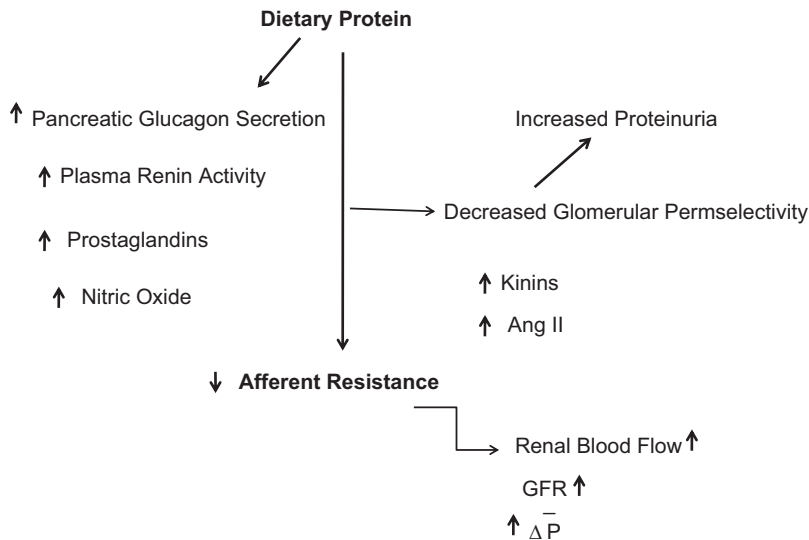 Dietary Protein
↑ Pancreatic Glucagon Secretion
Increased Proteinuria
↑ Plasma Renin Activity
Decreased Glomerular Permselectivity
↑ Prostaglandins
↑ Kinins
↑ Nitric Oxide
↑ Ang II
↓ Afferent Resistance
Renal Blood Flow ↑
GFR ↑
↑ Δ P̅